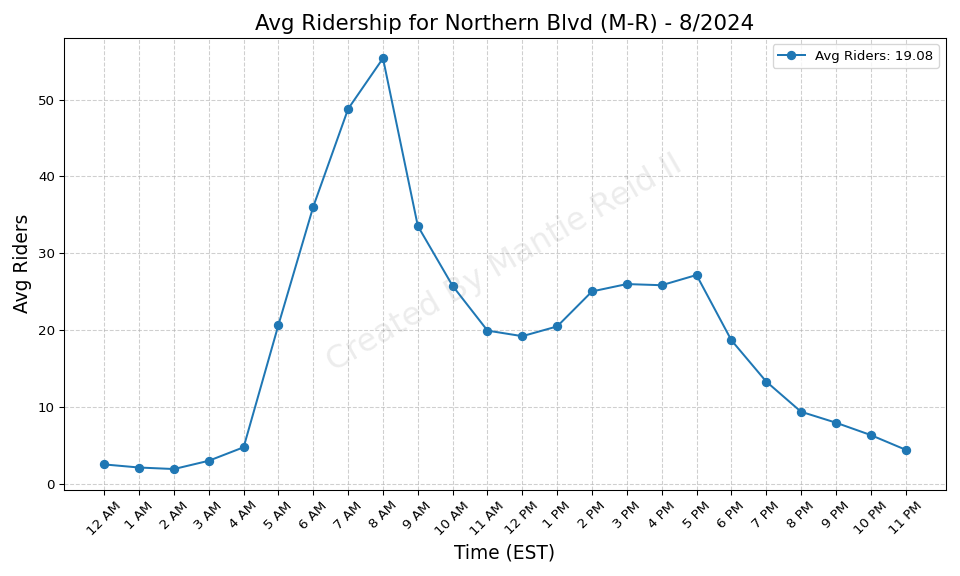 Avg Ridership for Northern Blvd (M-R) - 8/2024
Avg Riders: 19.08
Avg Riders
50
40
30
20
10
0
Created By Mantie Reid II
12 AM
1 AM
2 AM
3 AM
4 AM
5 AM
6 AM
7 AM
8 AM
9 AM
10 AM
11 AM
12 PM
1 PM
2 PM
3 PM
4 PM
5 PM
6 PM
7 PM
8 PM
9 PM
10 PM
11 PM
Time (EST)